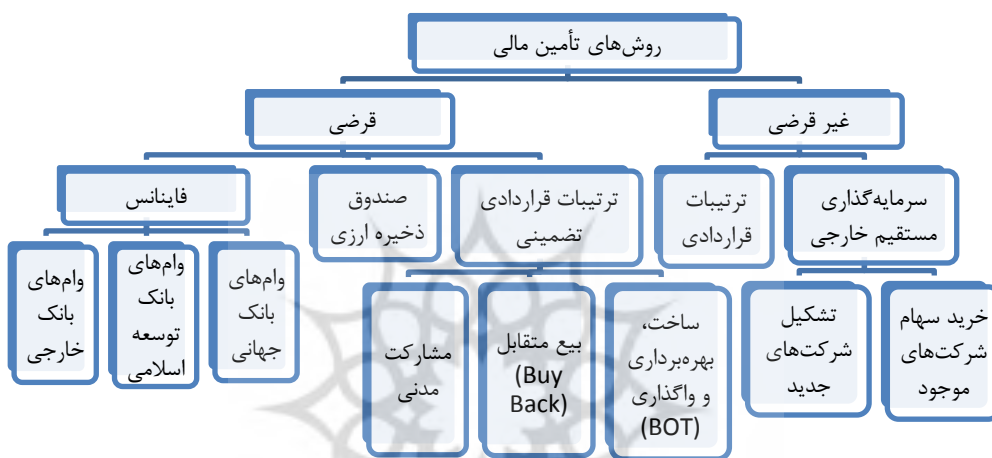 روش‌های تأمین مالی
غیر قرضی
قرضی
سرمایه‌گذاری
مستقیم خارجی
ترتیبات
قراردادی
ترتیبات قراردادی
تضمینی
صندوق
ذخیره ارزی
فاینانس
خرید سهام
شرکت‌های
موجود
تشکیل
شرکت‌های
جدید
ساخت،
بهره‌برداری
و واگذاری
(BOT)
بیع متقابل
(Buy
Back)
مشارکت
مدنی
وام‌های
بانک
جهانی
وام‌های
بانک
توسعه
اسلامی
وام‌های
بانک
خارجی